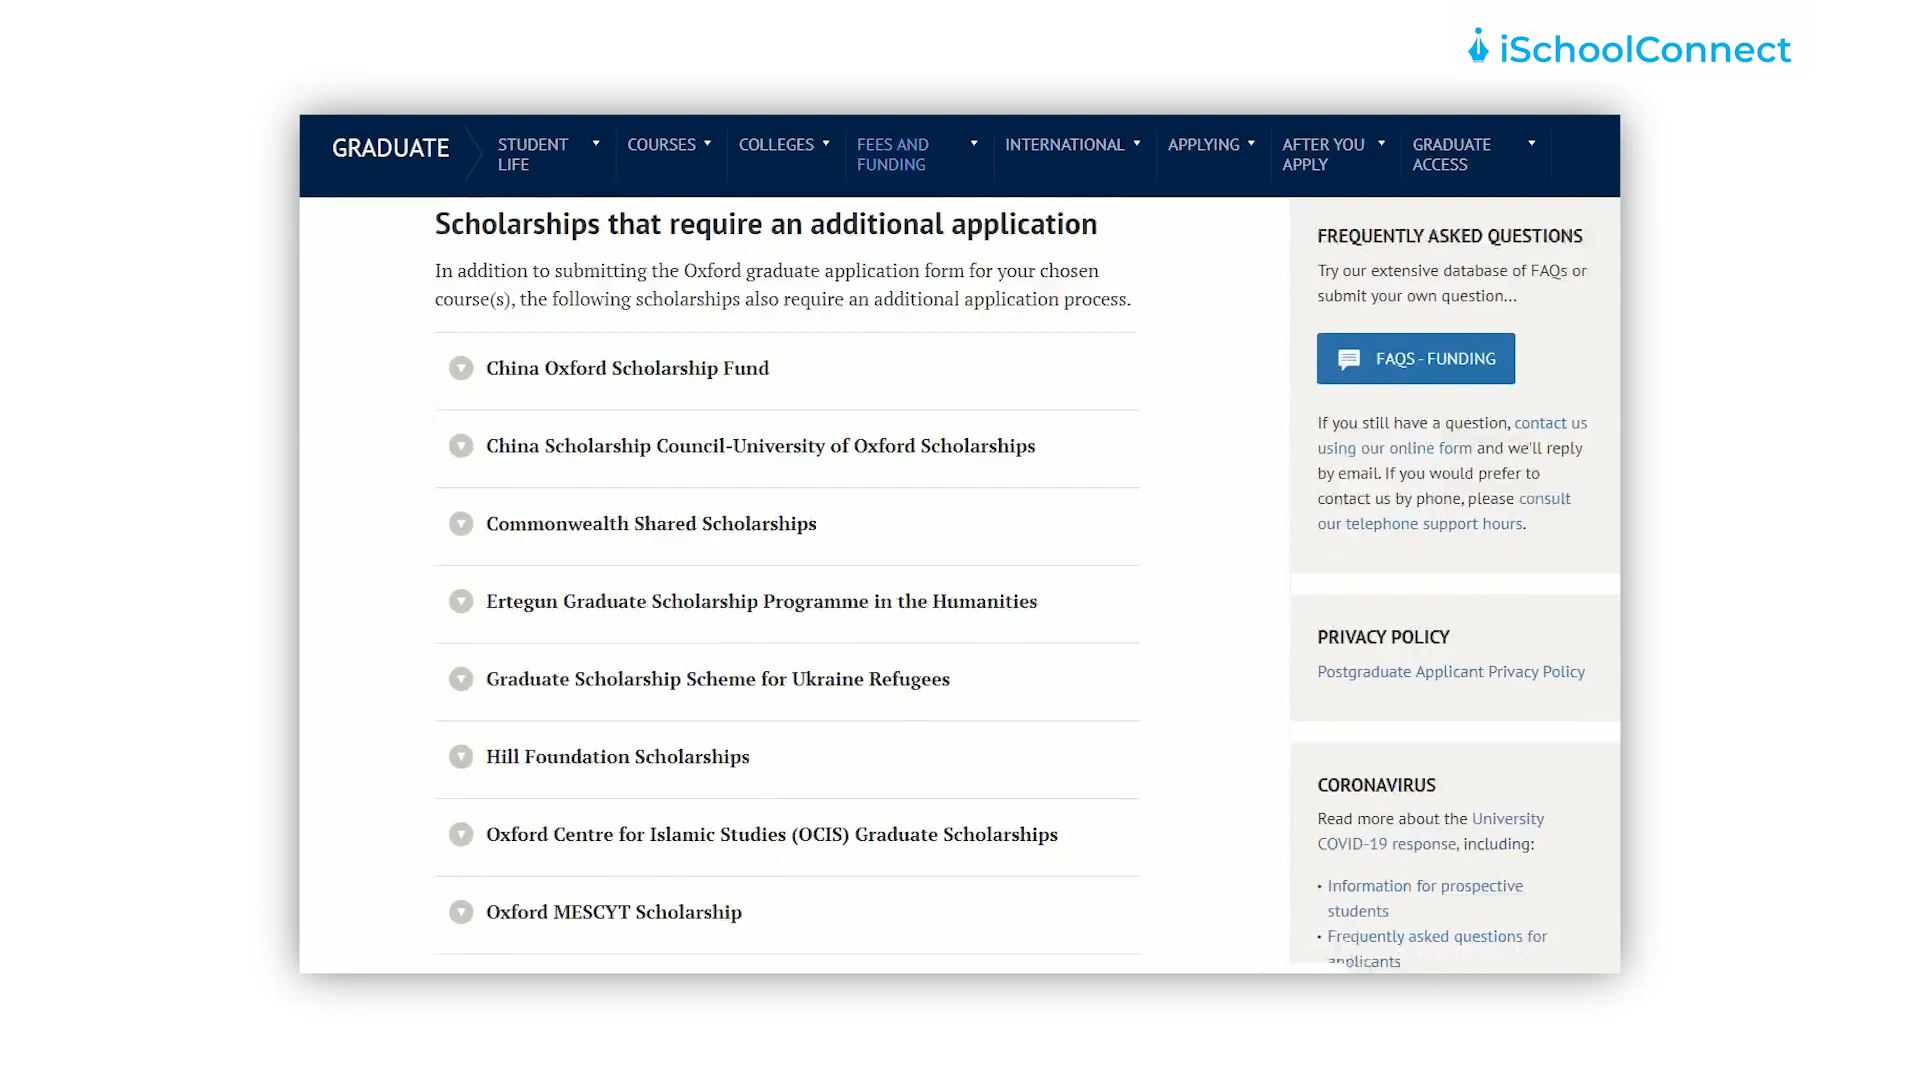 iSchoolConnect
GRADUATE
STUDENT
LIFE
COURSES
COLLEGES
FEES AND
FUNDING
INTERNATIONAL
APPLYING
AFTER YOU
APPLY
GRADUATE
ACCESS
Scholarships that require an additional application
In addition to submitting the Oxford graduate application form for your chosen
course(s), the following scholarships also require an additional application process.
China Oxford Scholarship Fund
China Scholarship Council-University of Oxford Scholarships
Commonwealth Shared Scholarships
Ertegun Graduate Scholarship Programme in the Humanities
Graduate Scholarship Scheme for Ukraine Refugees
Hill Foundation Scholarships
Oxford Centre for Islamic Studies (OCIS) Graduate Scholarships
Oxford MESCYT Scholarship
FREQUENTLY ASKED QUESTIONS
Try our extensive database of FAQs or
submit your own question...
FAQS - FUNDING
If you still have a question, contact us
using our online form and we'll reply
by email. If you would prefer to
contact us by phone, please consult
our telephone support hours.
PRIVACY POLICY
Postgraduate Applicant Privacy Policy
CORONAVIRUS
Read more about the University
COVID-19 response, including:
• Information for prospective
students
• Frequently asked questions for
applicants